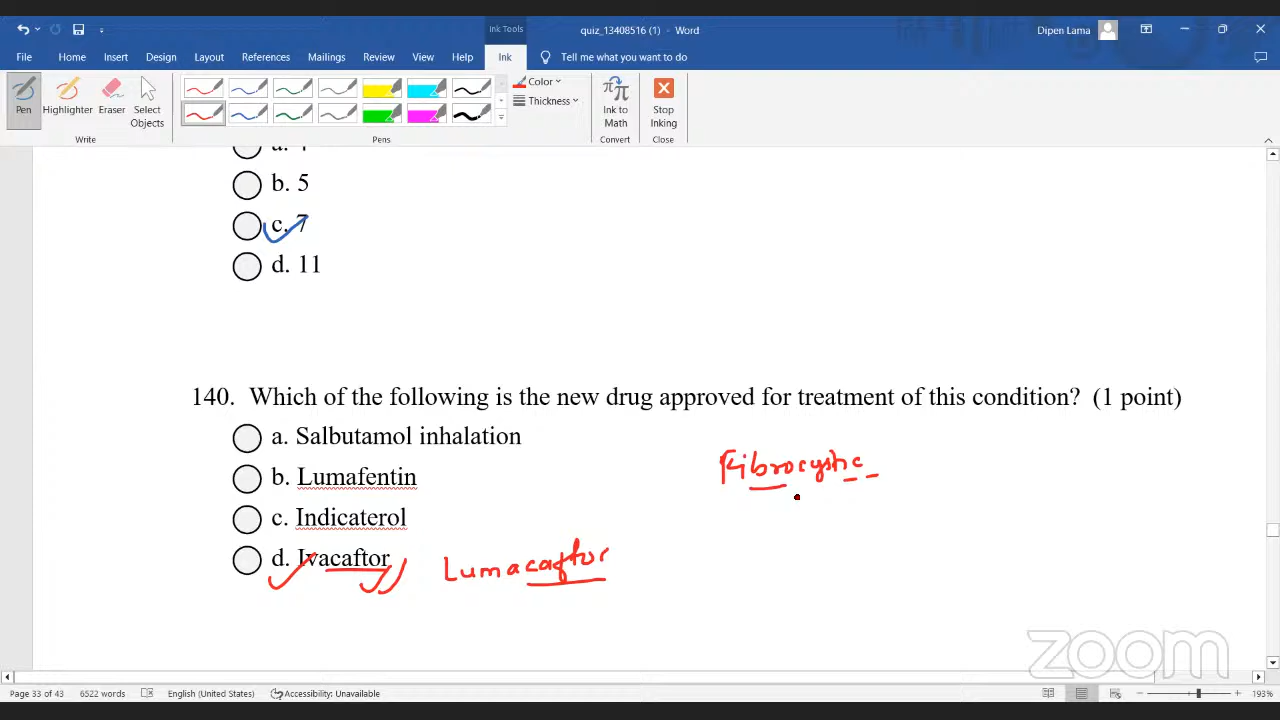 Ink Tools
quiz_13408516 (1) - Word
Dipen Lama
File Home Insert Design Layout References Mailings Review View Help Ink Tell me what you want to do
Pen Highlighter Eraser Select Objects
Color
Thickness
Ink to Math
Stop Inking
Write Pens Convert Close
b. 5
c. 7
d. 11
140. Which of the following is the new drug approved for treatment of this condition? (1 point)
a. Salbutamol inhalation
Fibrocystic
b. Lumafentin
c. Indicaterol
d. Ivacaftor Lumacaftor
zoom
Page 33 of 43 6522 words English (United States) Accessibility: Unavailable 193%